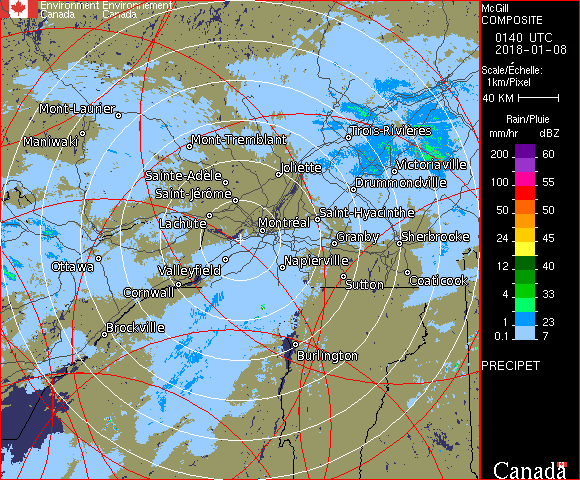 Environment Environnement
Canada Canada
Mont-Laurier
Maniwaki
Mont-Tremblant
Trois-Rivières
Sainte-Adèle
Joliette
Victoriaville
Saint-Jérôme
Drummondville
Lachute
Montréal
Saint-Hyacinthe
Granby
Sherbrooke
Ottawa
Valleyfield
Napierville
Cornwall
Sutton
Coaticook
Brockville
Burlington
McGill
COMPOSITE
0140 UTC
2018-01-08
Scale/Échelle:
1km/Pixel
40 KM
Rain/Pluie
mm/hr dBZ
200 60
100 55
50 50
24 45
12 40
4 33
1 23
0.1 7
PRECIPET
Canada